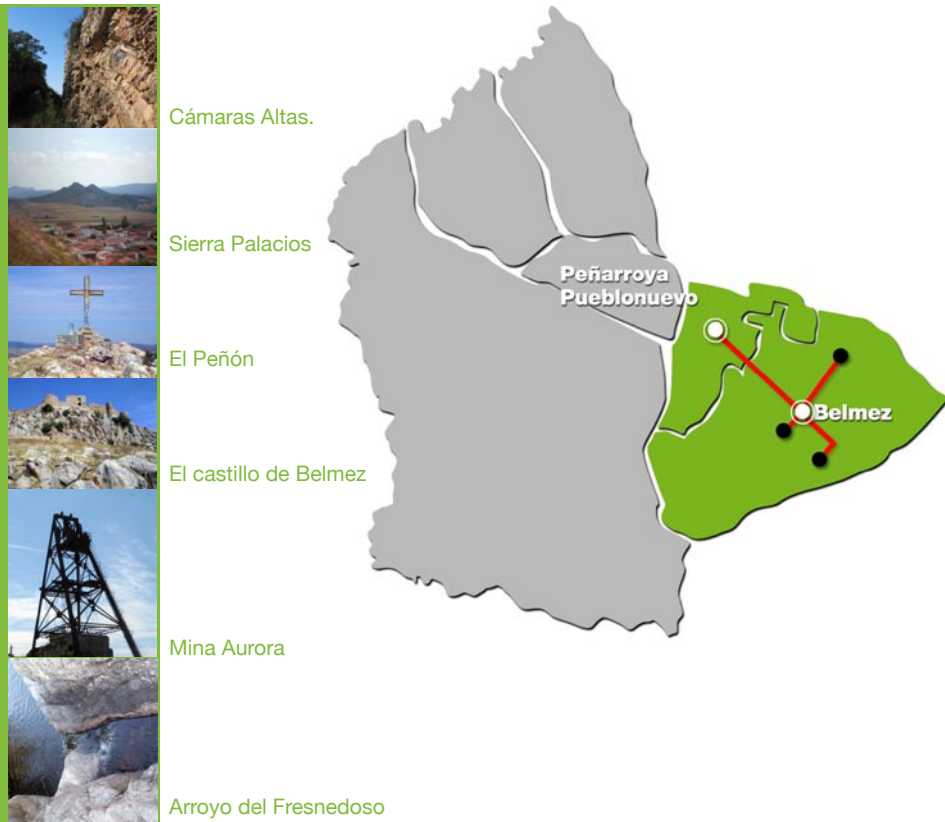 Cámaras Altas.
Sierra Palacios
El Peñón
El castillo de Belmez
Mina Aurora
Arroyo del Fresnedoso
Peñarroya
Pueblonuevo
Belmez